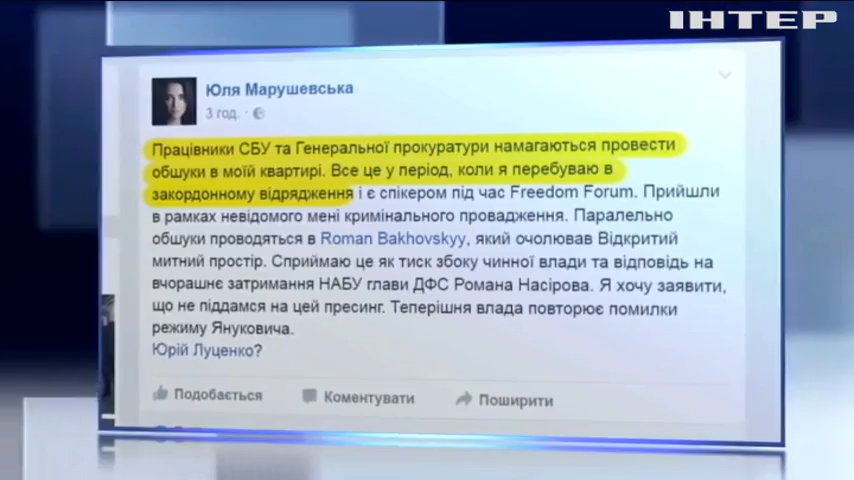 ІНТЕР
Юля Марушевська
3 год. ·
Працівники СБУ та Генеральної прокуратури намагаються провести
обшуки в моїй квартирі. Все це у період, коли я перебуваю в
закордонному відрядження і є спікером під час Freedom Forum. Прийшли
в рамках невідомого мені кримінального провадження. Паралельно
обшуки проводяться в Roman Bakhovskyy, який очолював Відкритий
митний простір. Сприймаю це як тиск збоку чинної влади та відповідь на
вчорашнє затримання НАБУ глави ДФС Романа Насірова. Я хочу заявити,
що не піддамся на цей пресинг. Теперішня влада повторює помилки
режиму Януковича.
Юрій Луценко?
Подобається Коментувати Поширити